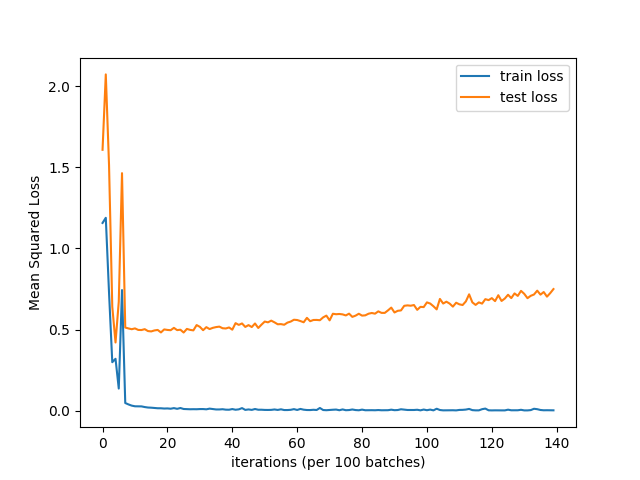 train loss
test loss
Mean Squared Loss
2.0
1.5
1.0
0.5
0.0
0 20 40 60 80 100 120 140
iterations (per 100 batches)